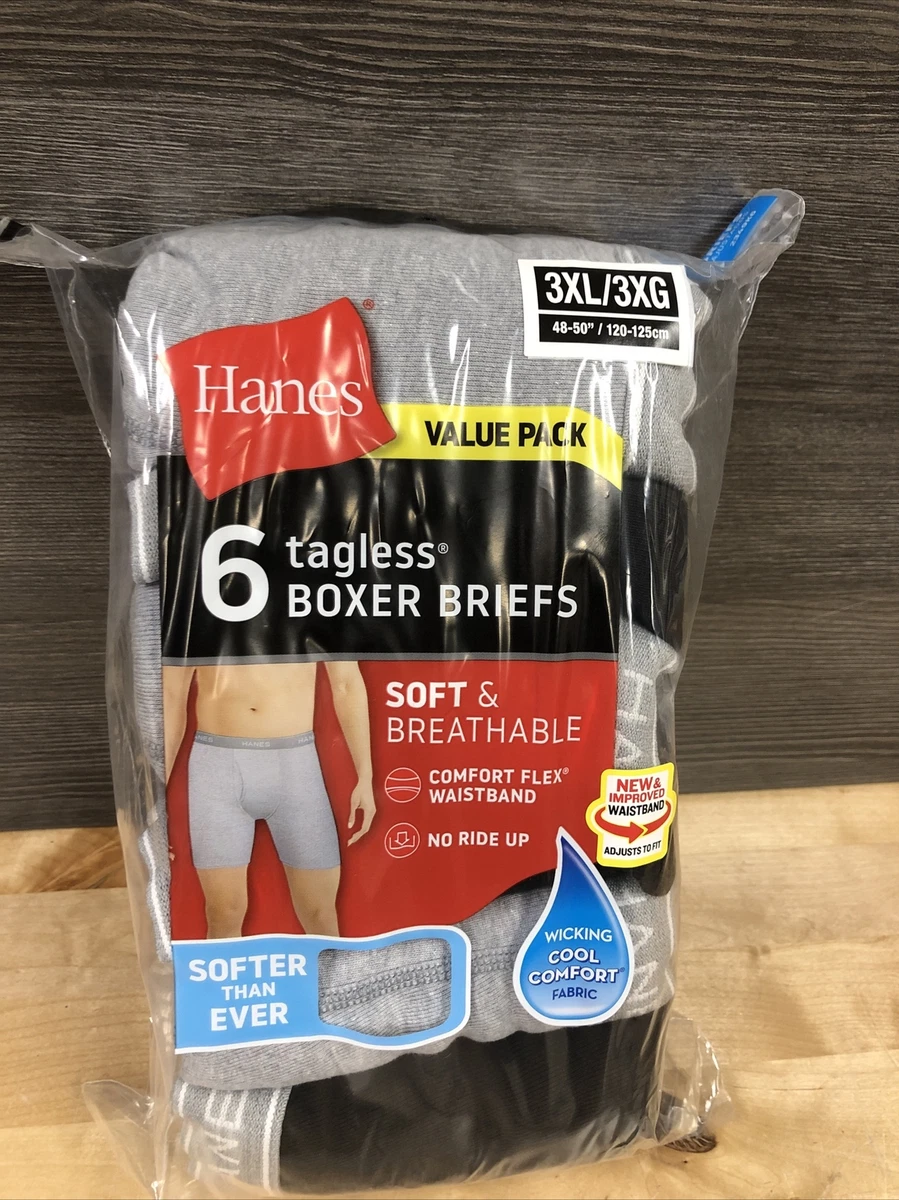 3XL/3XG
48-50" / 120-125cm
Hanes®
VALUE PACK
6 tagless®
BOXER BRIEFS
SOFT &
BREATHABLE
COMFORT FLEX®
WAISTBAND
NO RIDE UP
HANES
NEW &
IMPROVED
WAISTBAND
ADJUSTS TO FIT
WICKING
COOL
COMFORT®
FABRIC
SOFTER
THAN
EVER